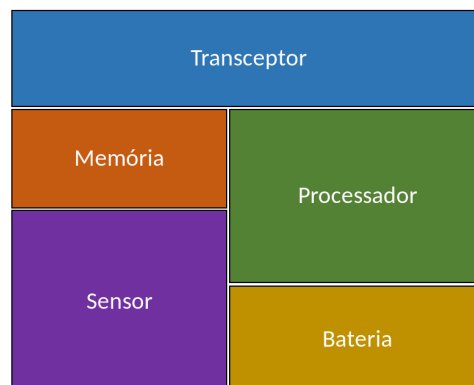 Transceptor
Memória
Processador
Sensor
Bateria